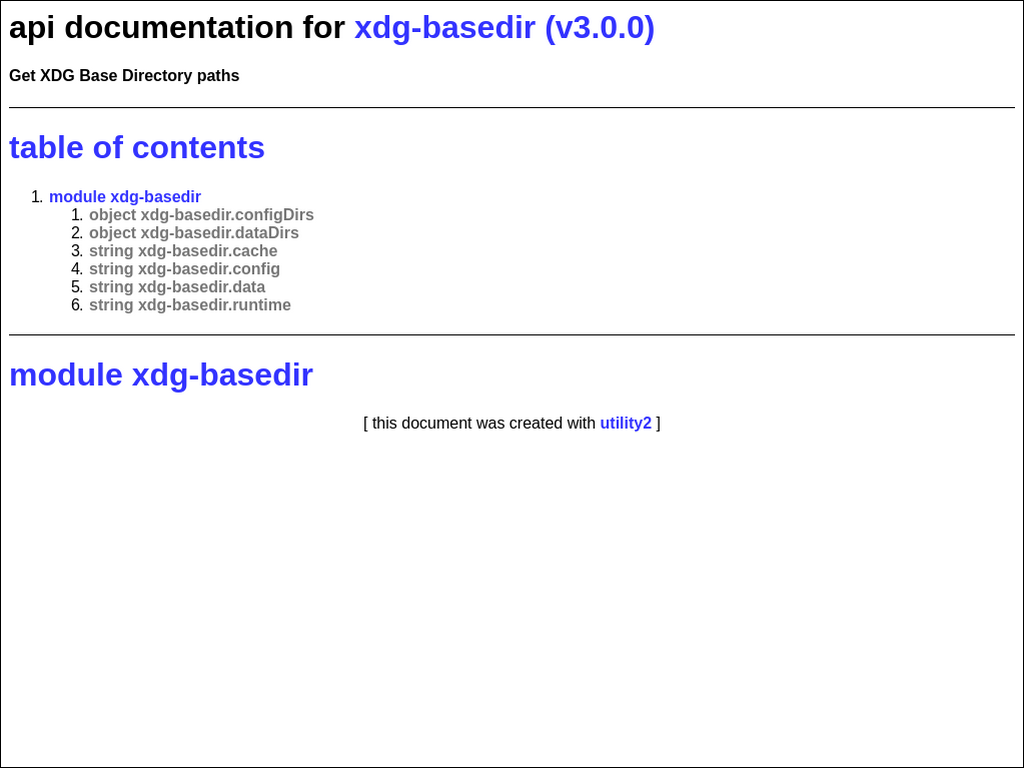 api documentation for xdg-basedir (v3.0.0)
Get XDG Base Directory paths
table of contents
1. module xdg-basedir
1. object xdg-basedir.configDirs
2. object xdg-basedir.dataDirs
3. string xdg-basedir.cache
4. string xdg-basedir.config
5. string xdg-basedir.data
6. string xdg-basedir.runtime
module xdg-basedir
[ this document was created with utility2 ]